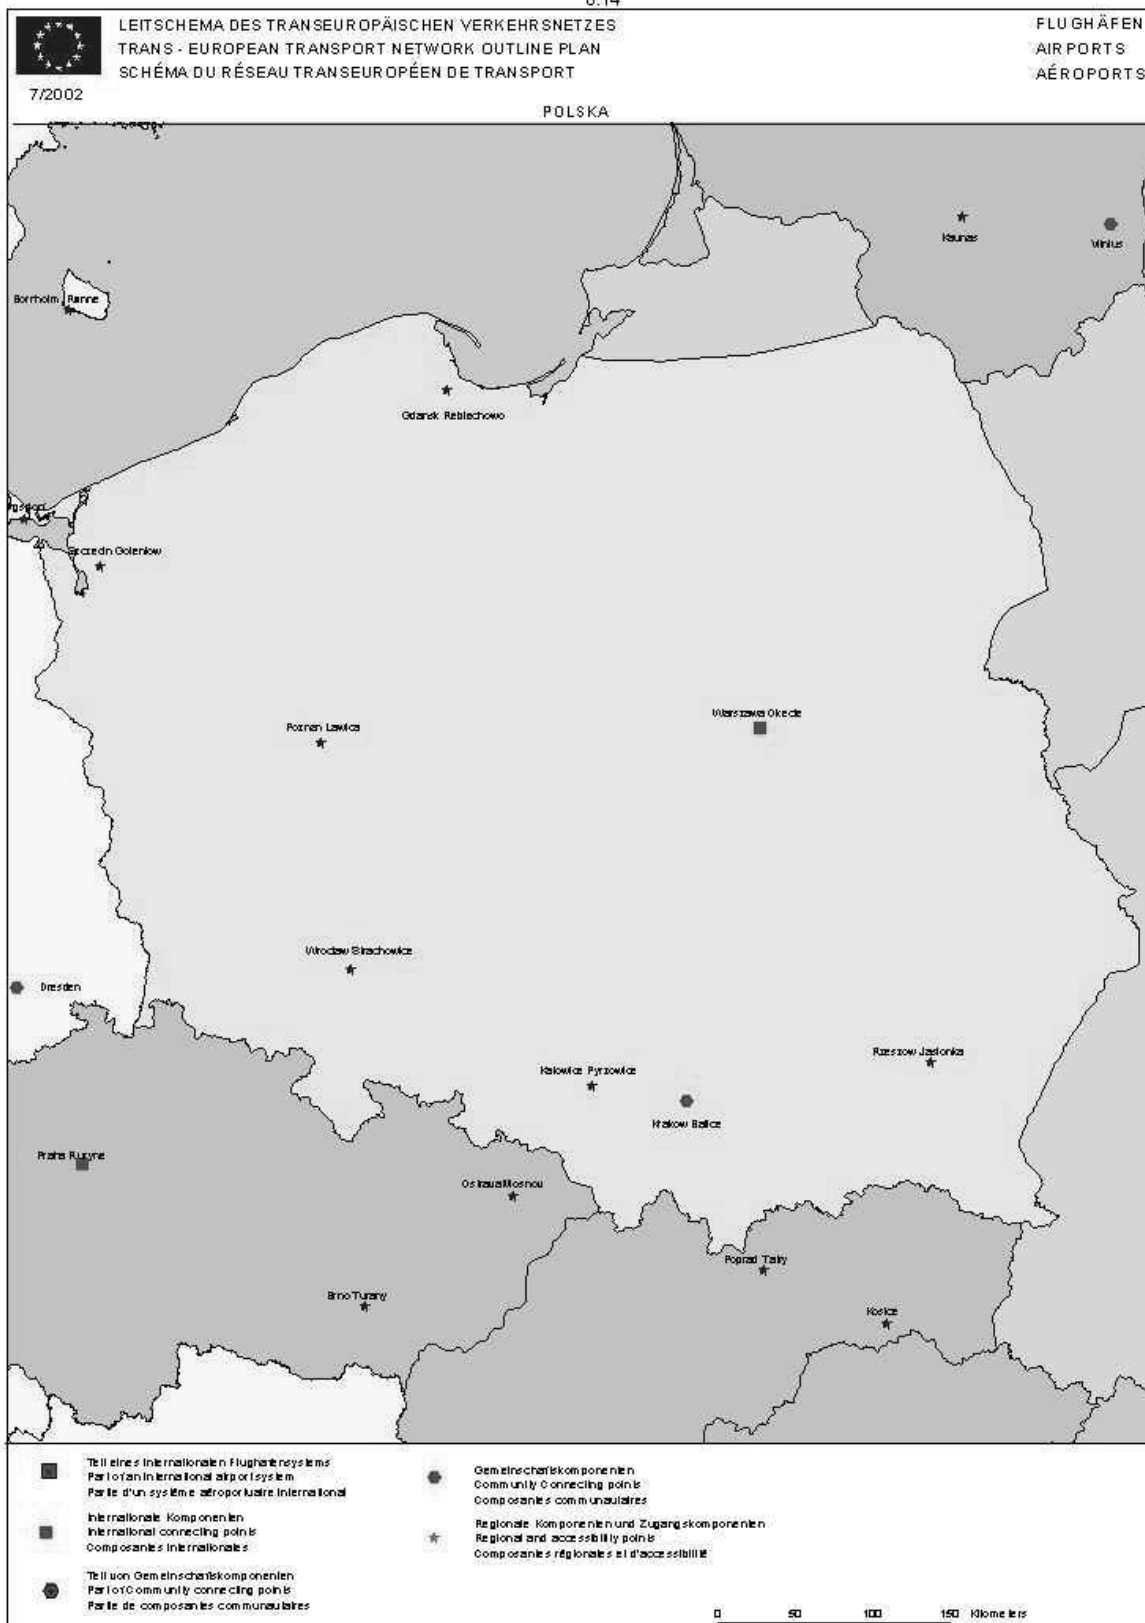 LEITSCHEMA DES TRANSEUROPÄISCHEN VERKEHRSNETZES
TRANS - EUROPEAN TRANSPORT NETWORK OUTLINE PLAN
SCHÉMA DU RÉSEAU TRANSEUROPÉEN DE TRANSPORT
FLUGHÄFEN
AIRPORTS
AÉROPORTS
7/2002
POLSKA
Kaunas
Vilnius
Bornholm Rønne
Gdansk Rebiechowo
Szczecin Goleniow
Poznan Lawica
Warszawa Okecie
Wroclaw Strachowice
Dresden
Rzeszow Jasionka
Katowice Pyrzowice
Krakow Balice
Praha Ruzyne
Ostrava Mosnov
Poprad Tatry
Brno Turany
Kosice
Teil eines Internationalen Flughafensystems
Part of an International airport system
Partie d'un système aéroportuaire international
Internationale Komponenten
International connecting points
Composantes internationales
Teil von Gemeinschaftskomponenten
Part of Community connecting points
Partie de composantes communautaires
Gemeinschaftskomponenten
Community Connecting points
Composantes communautaires
Regionale Komponenten und Zugangskomponenten
Regional and accessibility points
Composantes régionales et d'accessibilité
0 50 100 150 Kilometers